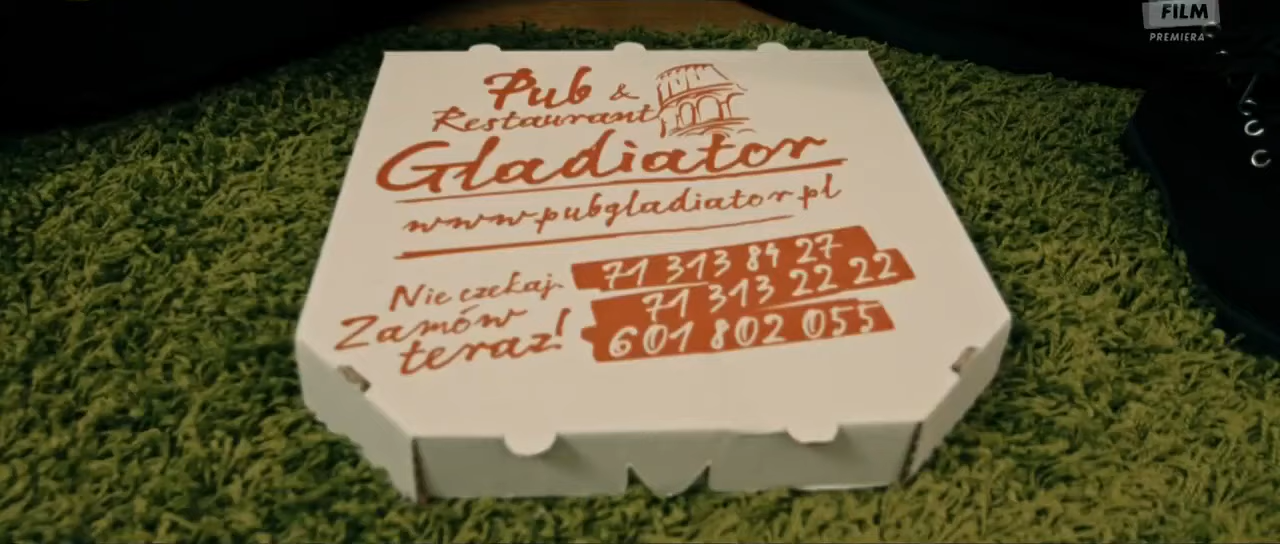 FILM
PREMIERA
Pub &
Restaurant
Gladiator
www.pubgladiator.pl
Nie czekaj.
Zamów
teraz!
71 313 84 27
71 313 22 22
601 802 055